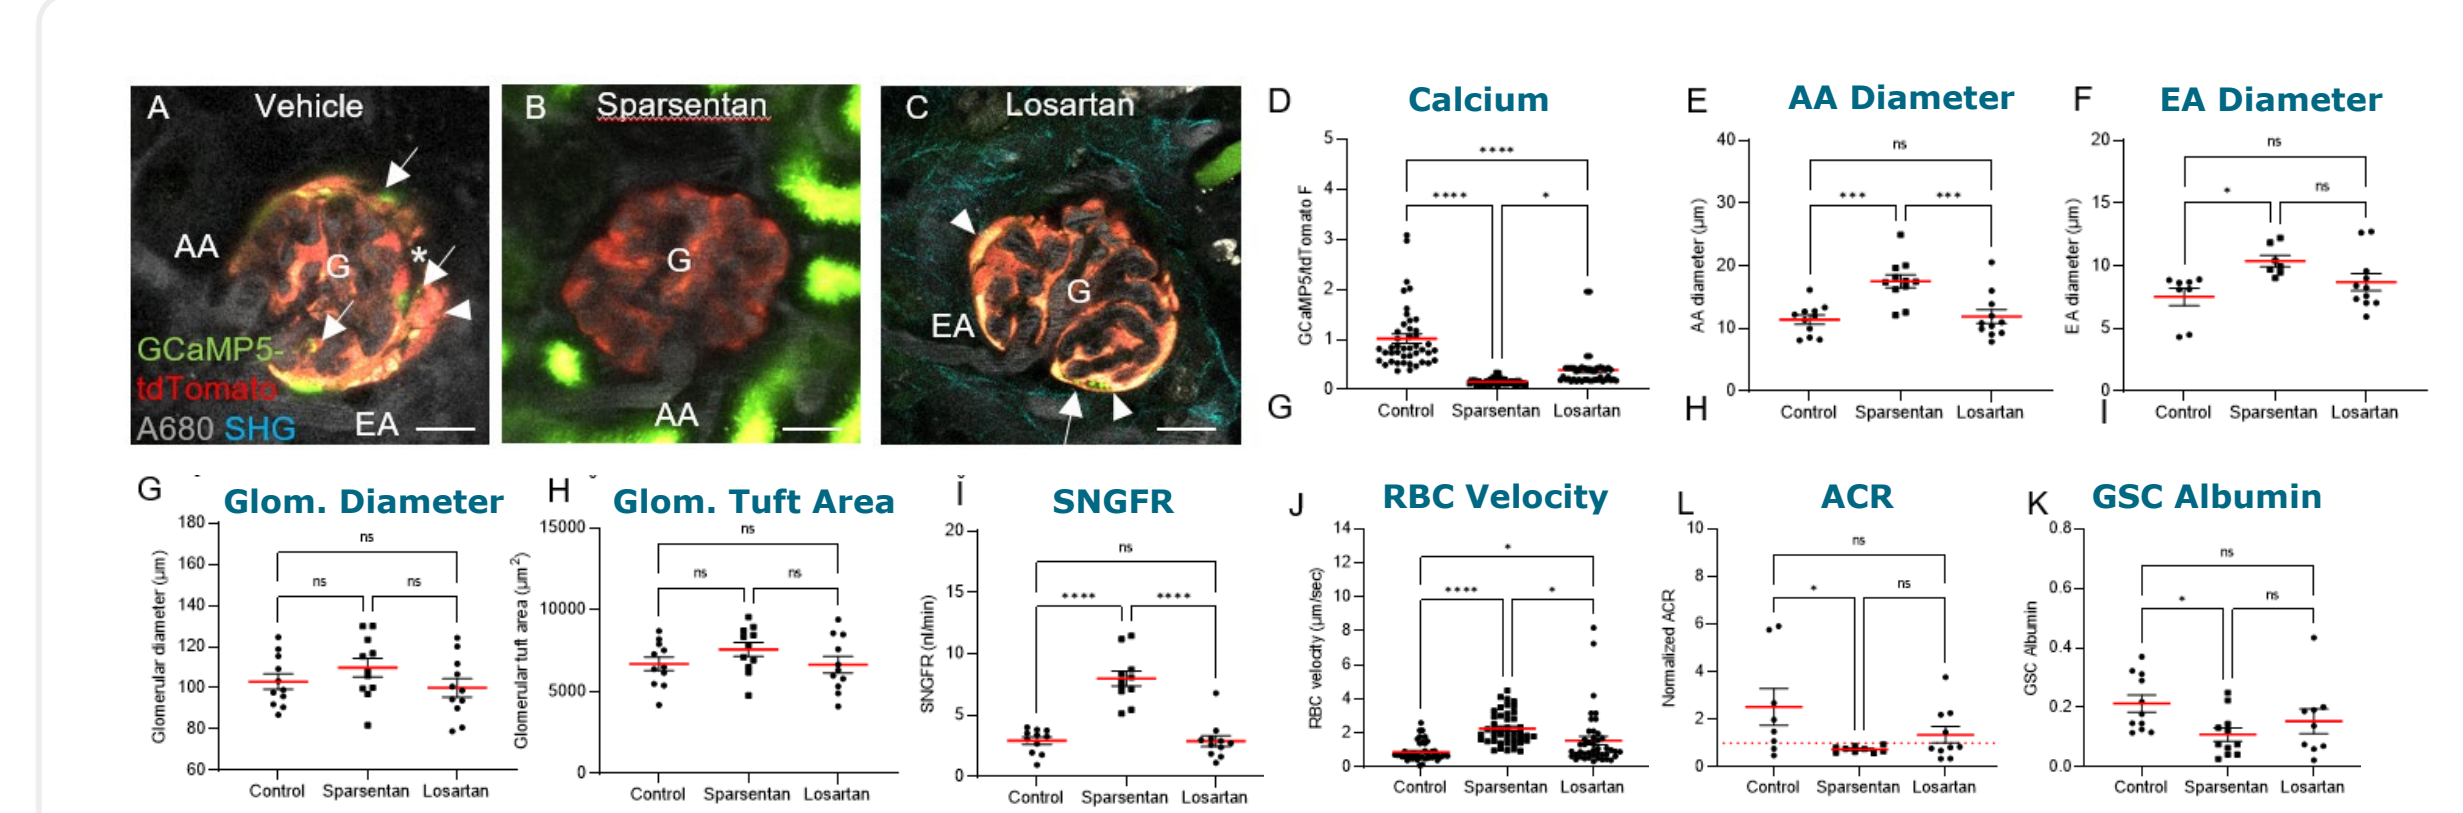 A Vehicle
AA
G
*
GCaMP5-
tdTomato
A680 SHG EA
B Sparsentan
G
AA
C Losartan
G
EA
D Calcium
5
4
3
2
1
0
GCaMP5/tdTomato F
****
**** *
Control Sparsentan Losartan
E AA Diameter
40
30
20
10
0
AA diameter (µm)
ns
*** ***
Control Sparsentan Losartan
F EA Diameter
20
15
10
5
0
EA diameter (µm)
ns
* ns
Control Sparsentan Losartan
G H I
G Glom. Diameter
180
160
140
120
100
80
60
Glomerular diameter (µm)
ns
ns ns
Control Sparsentan Losartan
H Glom. Tuft Area
15000
10000
5000
0
Glomerular tuft area (µm²)
ns
ns ns
Control Sparsentan Losartan
I SNGFR
20
15
10
5
0
SNGFR (nl/min)
ns
**** ****
Control Sparsentan Losartan
J RBC Velocity
14
12
10
8
6
4
2
0
RBC velocity (µm/sec)
*
**** *
Control Sparsentan Losartan
L ACR
10
8
6
4
2
0
Normalized ACR
ns
* ns
Control Sparsentan Losartan
K GSC Albumin
0.8
0.6
0.4
0.2
0.0
GSC Albumin
ns
* ns
Control Sparsentan Losartan